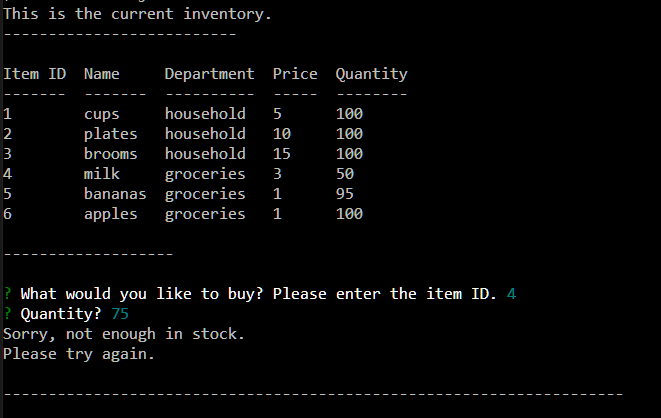 This is the current inventory.
--------------------------
Item ID  Name     Department  Price  Quantity
-------  -------  ----------  -----  --------
1        cups     household   5      100
2        plates   household   10     100
3        brooms   household   15     100
4        milk     groceries   3      50
5        bananas  groceries   1      95
6        apples   groceries   1      100
-------------------
? What would you like to buy? Please enter the item ID. 4
? Quantity? 75
Sorry, not enough in stock.
Please try again.
---------------------------------------------------------------------